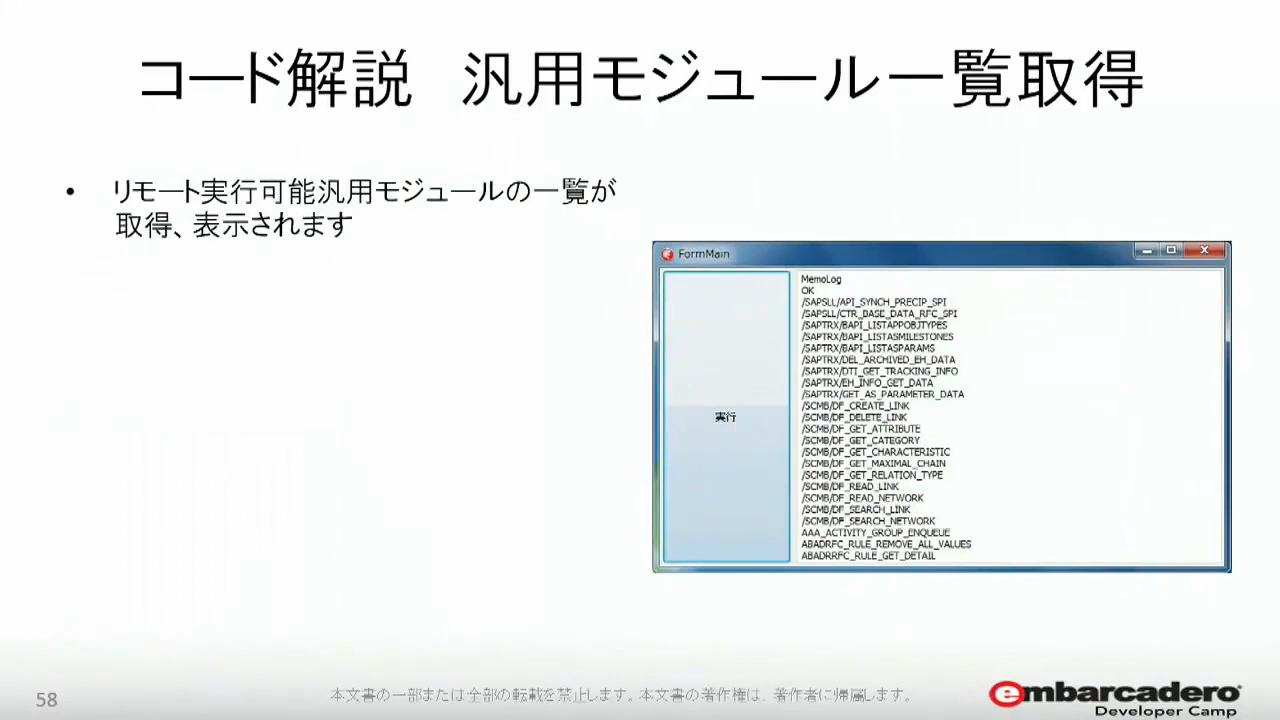 コード解説　汎用モジュール一覧取得
• リモート実行可能汎用モジュールの一覧が
取得、表示されます
FormMain
実行
MemoLog
OK
/SAPSLL/API_SYNCH_PRECIP_SPI
/SAPSLL/CTR_BASE_DATA_RFC_SPI
/SAPTRX/BAPI_LISTAPPOBJTYPES
/SAPTRX/BAPI_LISTASMILESTONES
/SAPTRX/BAPI_LISTASPARAMS
/SAPTRX/DEL_ARCHIVED_EH_DATA
/SAPTRX/DTI_GET_TRACKING_INFO
/SAPTRX/EH_INFO_GET_DATA
/SAPTRX/GET_AS_PARAMETER_DATA
/SCMB/DF_CREATE_LINK
/SCMB/DF_DELETE_LINK
/SCMB/DF_GET_ATTRIBUTE
/SCMB/DF_GET_CATEGORY
/SCMB/DF_GET_CHARACTERISTIC
/SCMB/DF_GET_MAXIMAL_CHAIN
/SCMB/DF_GET_RELATION_TYPE
/SCMB/DF_READ_LINK
/SCMB/DF_READ_NETWORK
/SCMB/DF_SEARCH_LINK
/SCMB/DF_SEARCH_NETWORK
AAA_ACTIVITY_GROUP_ENQUEUE
ABADRFC_RULE_REMOVE_ALL_VALUES
ABADRRFC_RULE_GET_DETAIL
58
本文書の一部または全部の転載を禁止します。本文書の著作権は、著作者に帰属します。
embarcadero
Developer Camp